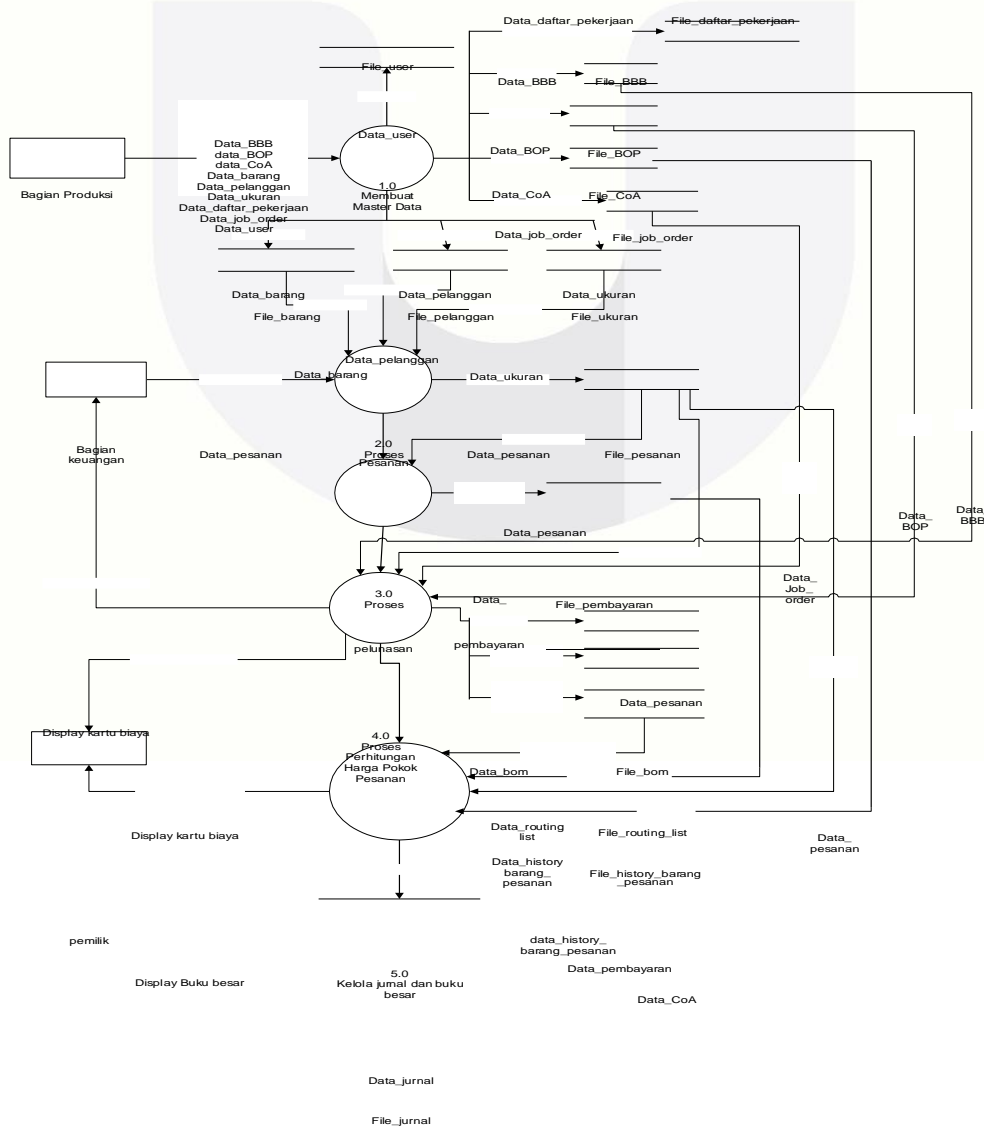 Data_daftar_pekerjaan
File_daftar_pekerjaan
File_user
Data_BBB
File_BBB
Data_user
Data_BBB
data_BOP
data_CoA
Data_barang
Data_pelanggan
Data_ukuran
Data_daftar_pekerjaan
Data_job_order
Data_user
Bagian Produksi
Data_BOP
File_BOP
1.0
Membuat
Master Data
Data_CoA
File_CoA
Data_job_order
File_job_order
Data_barang
Data_pelanggan
Data_ukuran
File_barang
File_pelanggan
File_ukuran
Data_pelanggan
Data_barang
Data_ukuran
2.0
Proses
Pesanan
Bagian
keuangan
Data_pesanan
Data_pesanan
File_pesanan
Data_
BOP
Data_
BBB
Data_pesanan
Data_
Job_
order
3.0
Proses
pelunasan
Data_
pembayaran
File_pembayaran
Data_pesanan
Display kartu biaya
4.0
Proses
Perhitungan
Harga Pokok
Pesanan
Data_bom
File_bom
Display kartu biaya
Data_routing
list
File_routing_list
Data_
pesanan
Data_history
barang_
pesanan
File_history_barang
_pesanan
pemilik
data_history_
barang_pesanan
Data_pembayaran
Display Buku besar
5.0
Kelola jurnal dan buku
besar
Data_CoA
Data_jurnal
File_jurnal